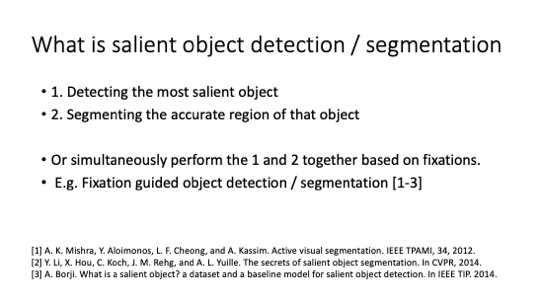 What is salient object detection / segmentation
• 1. Detecting the most salient object
• 2. Segmenting the accurate region of that object
• Or simultaneously perform the 1 and 2 together based on fixations.
• E.g. Fixation guided object detection / segmentation [1-3]
[1] A. K. Mishra, Y. Aloimonos, L. F. Cheong, and A. Kassim. Active visual segmentation. IEEE TPAMI, 34, 2012.
[2] Y. Li, X. Hou, C. Koch, J. M. Rehg, and A. L. Yuille. The secrets of salient object segmentation. In CVPR, 2014.
[3] A. Borji. What is a salient object? a dataset and a baseline model for salient object detection. In IEEE TIP. 2014.